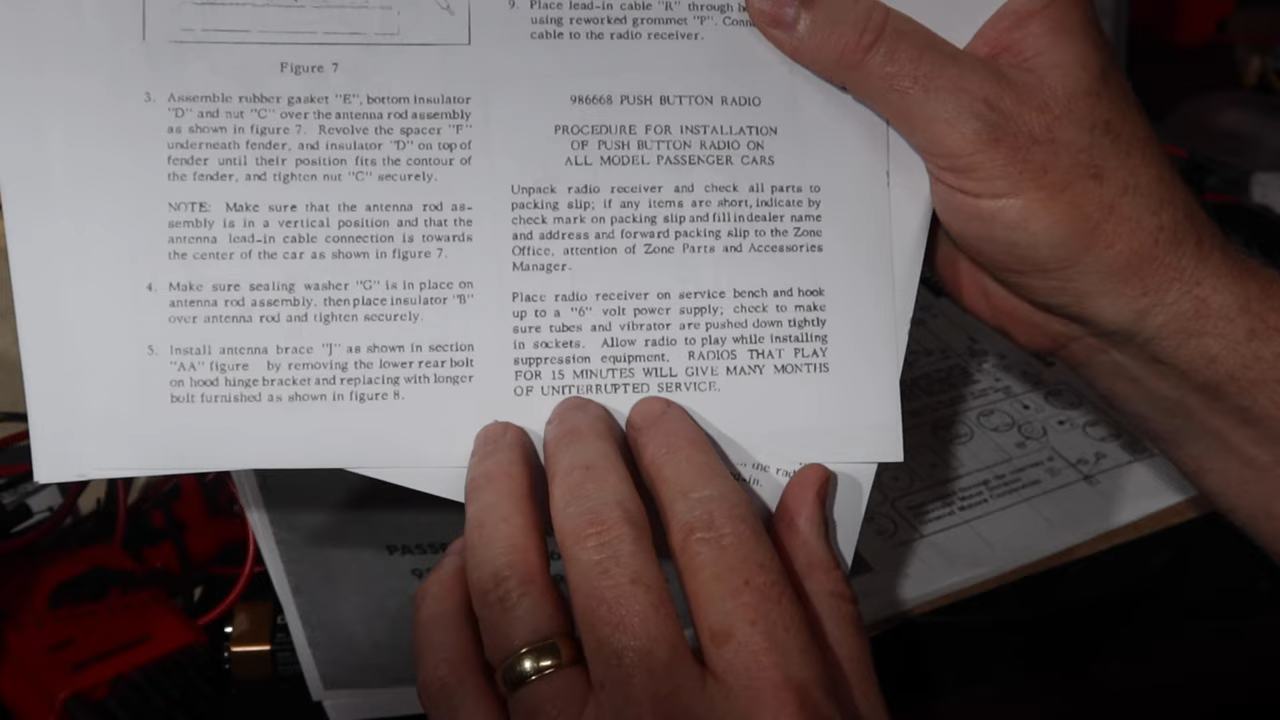 Figure 7
3. Assemble rubber gasket "E", bottom insulator
"D" and nut "C" over the antenna rod assembly
as shown in figure 7. Revolve the spacer "F"
underneath fender, and insulator "D" on top of
fender until their position fits the contour of
the fender, and tighten nut "C" securely.
NOTE: Make sure that the antenna rod as-
sembly is in a vertical position and that the
antenna lead-in cable connection is towards
the center of the car as shown in figure 7.
4. Make sure sealing washer "G" is in place on
antenna rod assembly, then place insulator "B"
over antenna rod and tighten securely.
5. Install antenna brace "J" as shown in section
"AA" figure by removing the lower rear bolt
on hood hinge bracket and replacing with longer
bolt furnished as shown in figure 8.
9. Place lead-in cable "R" through
using reworked grommet "P".
cable to the radio receiver.
986668 PUSH BUTTON RADIO
PROCEDURE FOR INSTALLATION
OF PUSH BUTTON RADIO ON
ALL MODEL PASSENGER CARS
Unpack radio receiver and check all parts to
packing slip; if any items are short, indicate by
check mark on packing slip and fill in dealer name
and address and forward packing slip to the Zone
Office, attention of Zone Parts and Accessories
Manager.
Place radio receiver on service bench and hook
up to a "6" volt power supply; check to make
sure tubes and vibrator are pushed down tightly
in sockets. Allow radio to play while installing
suppression equipment. RADIOS THAT PLAY
FOR 15 MINUTES WILL GIVE MANY MONTHS
OF UNITERRUPTED SERVICE.
the
General Motors Corporation